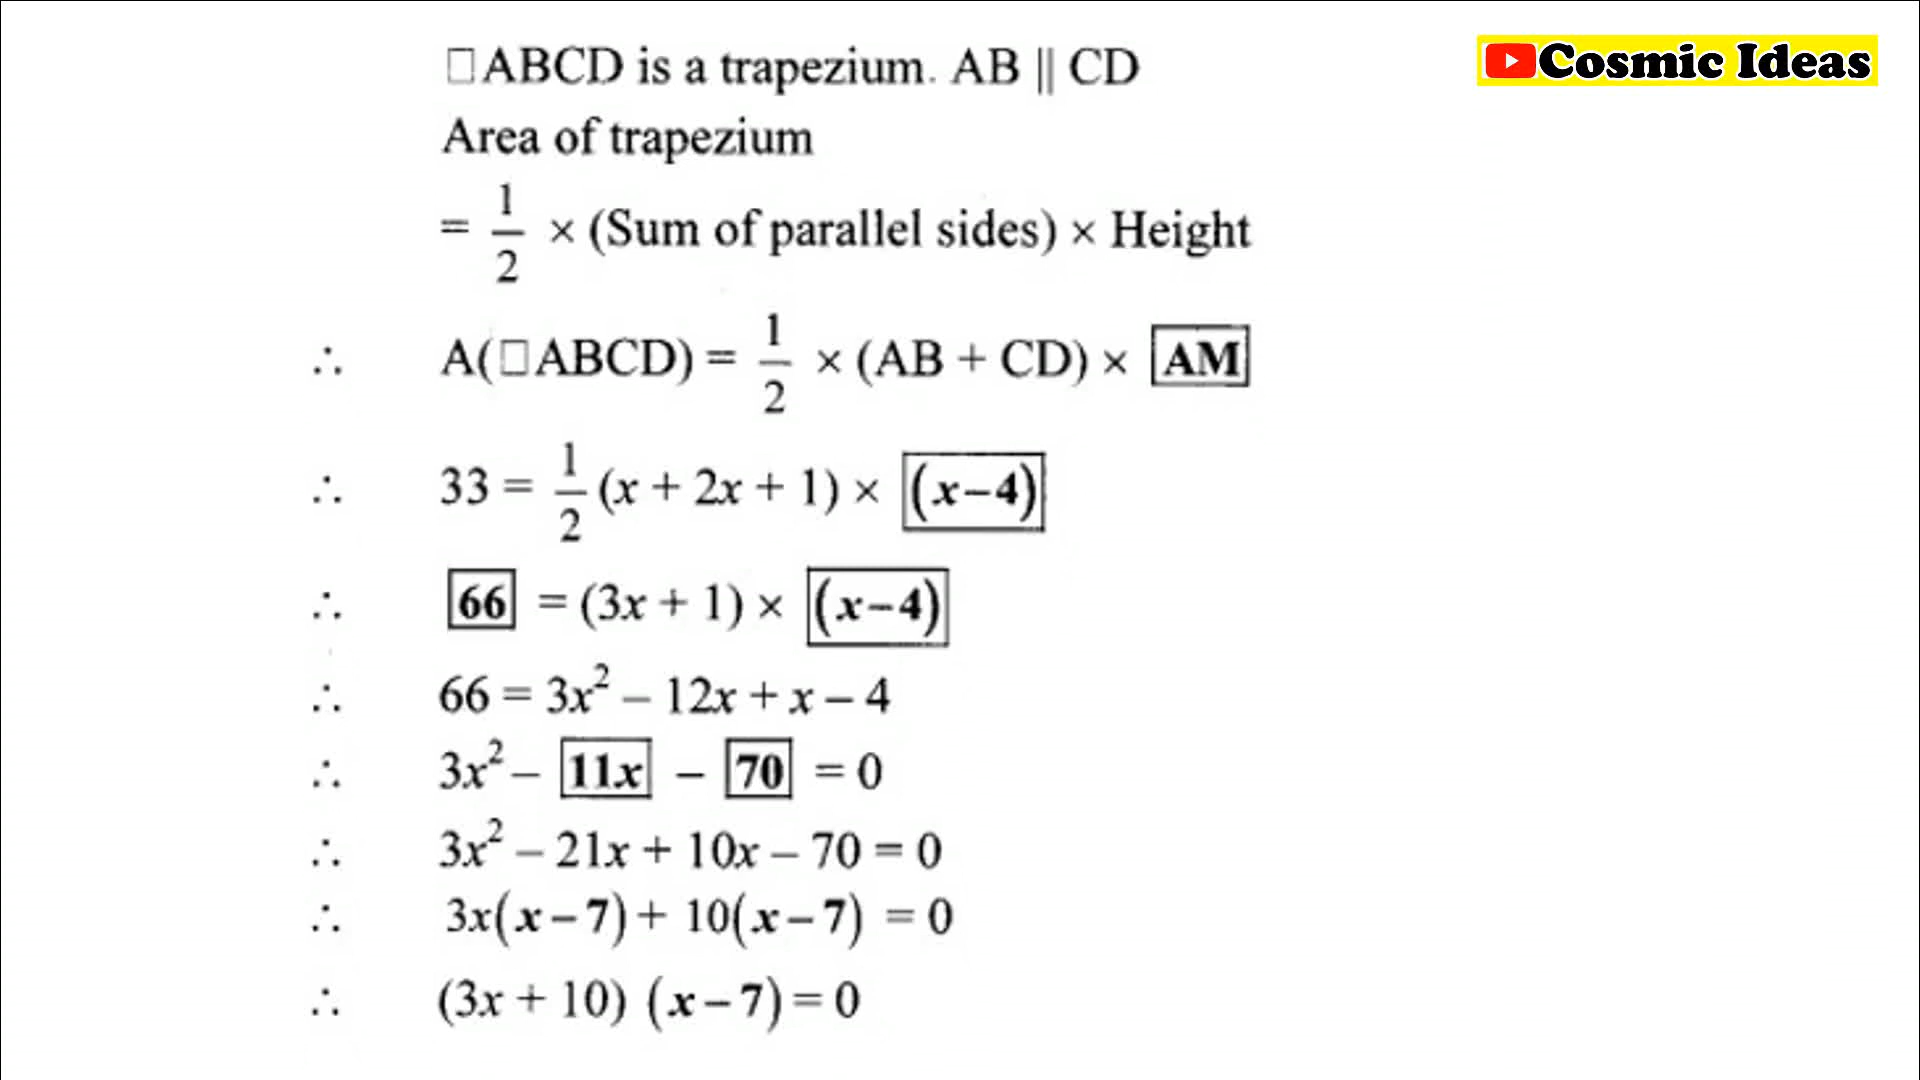 □ABCD is a trapezium. AB || CD
Cosmic Ideas
Area of trapezium
= 1/2 × (Sum of parallel sides) × Height
∴ A(□ABCD) = 1/2 × (AB + CD) × AM
∴ 33 = 1/2 (x + 2x + 1) × (x–4)
∴ 66 = (3x + 1) × (x–4)
∴ 66 = 3x² – 12x + x – 4
∴ 3x² – 11x – 70 = 0
∴ 3x² – 21x + 10x – 70 = 0
∴ 3x(x – 7) + 10(x – 7) = 0
∴ (3x + 10) (x – 7) = 0